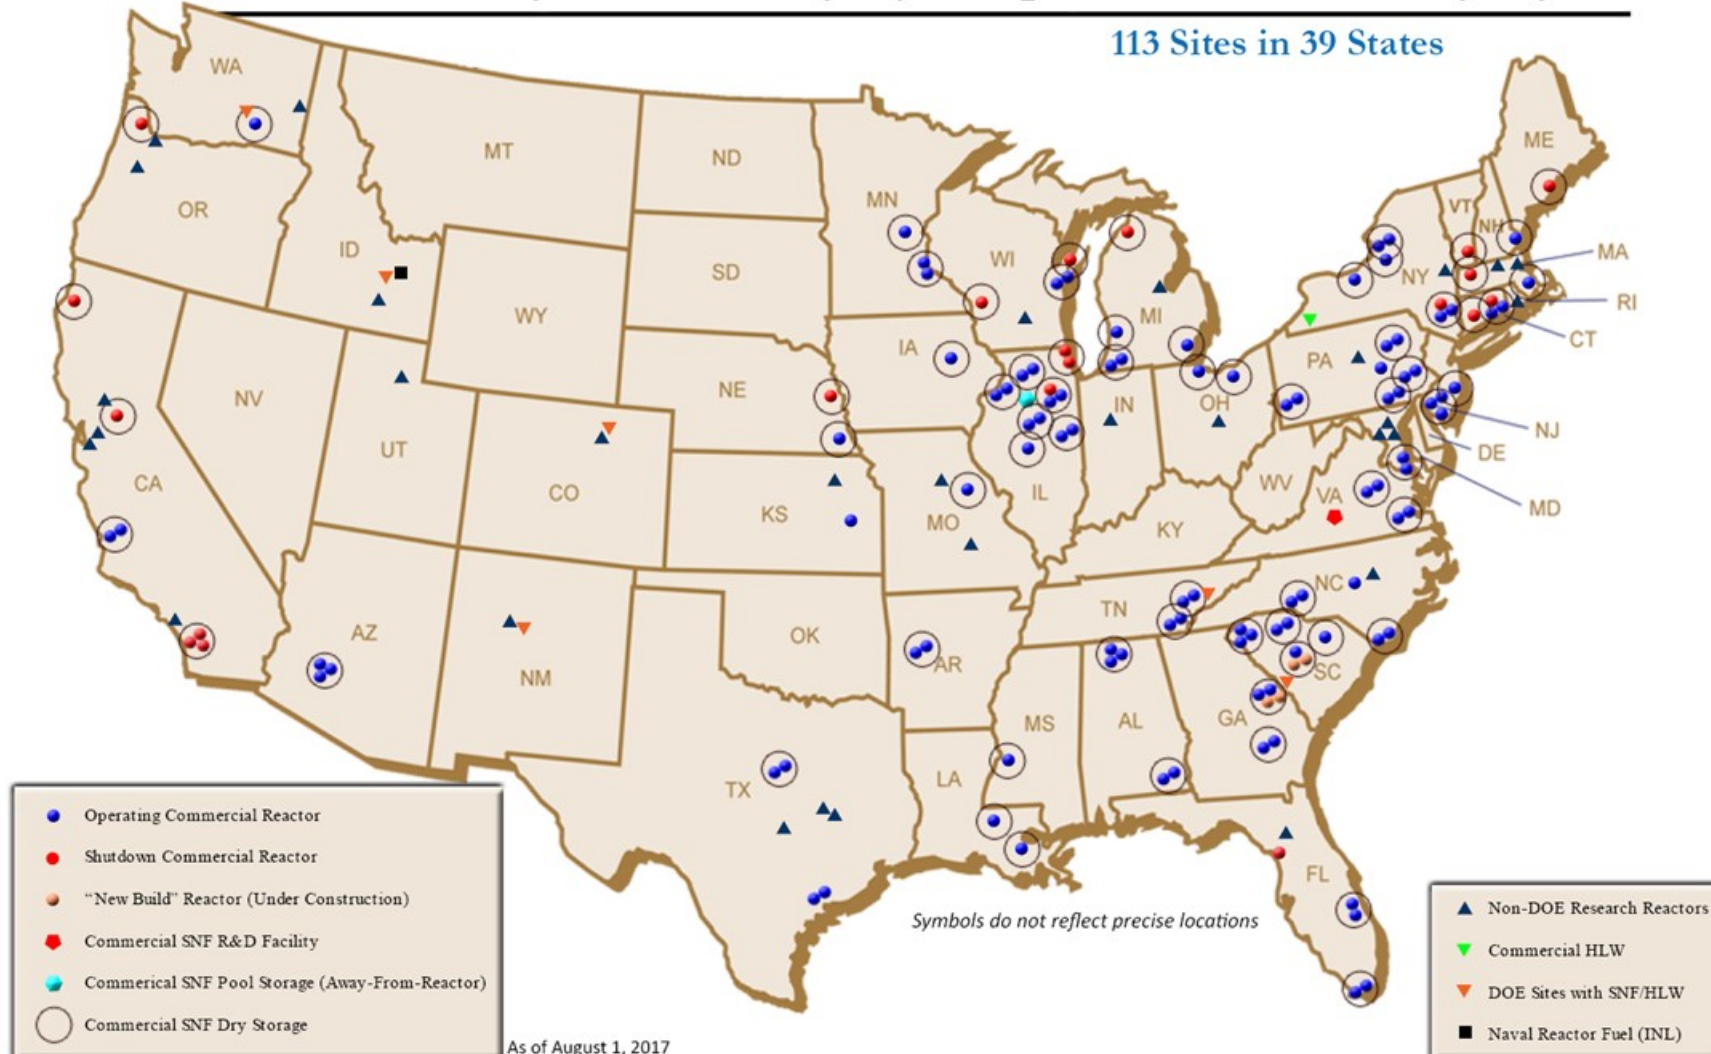 113 Sites in 39 States
WA
MT
ND
MN
ME
OR
ID
SD
WI
VT
NH
MA
NY
RI
WY
MI
CT
IA
PA
NV
NE
IN
OH
NJ
UT
DE
CA
CO
IL
WV
VA
MD
KS
MO
KY
NC
TN
AZ
OK
AR
SC
NM
MS
AL
GA
TX
LA
FL
Operating Commercial Reactor
Shutdown Commercial Reactor
“New Build” Reactor (Under Construction)
Commercial SNF R&D Facility
Commerical SNF Pool Storage (Away-From-Reactor)
Commercial SNF Dry Storage
Symbols do not reflect precise locations
Non-DOE Research Reactors
Commercial HLW
DOE Sites with SNF/HLW
Naval Reactor Fuel (INL)
As of August 1, 2017